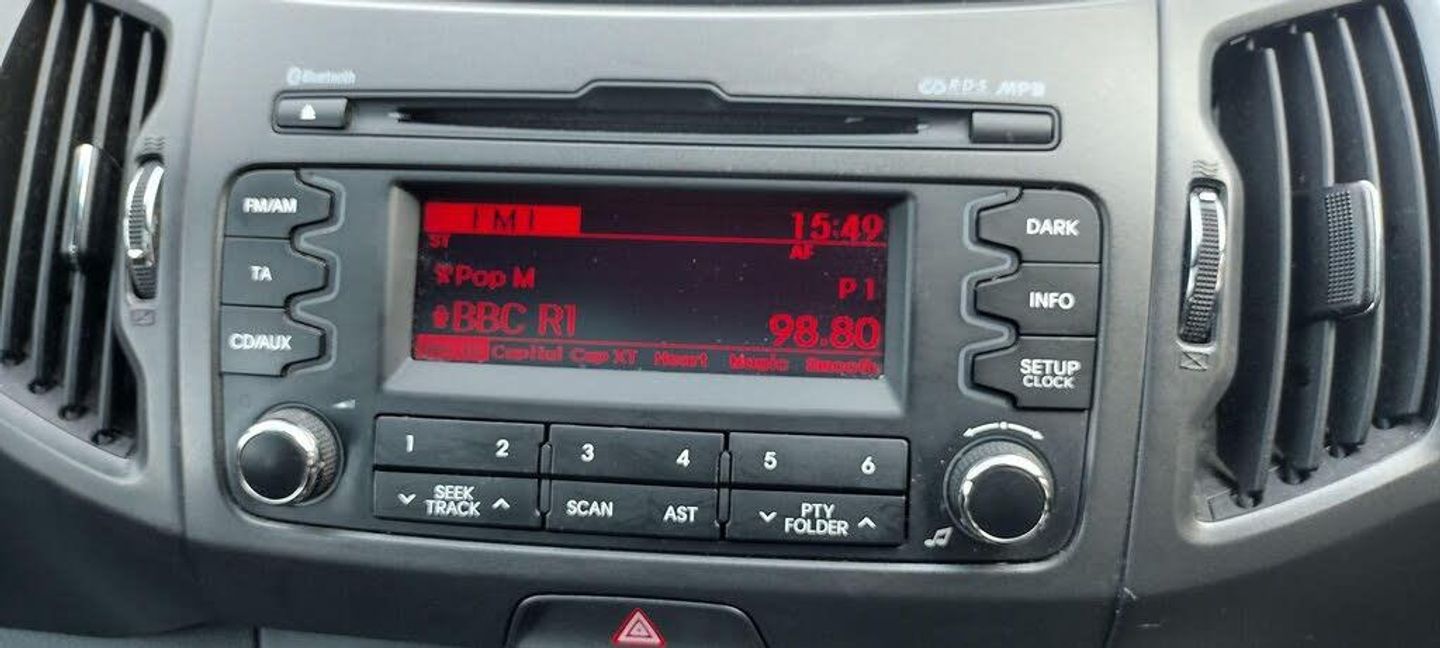 Bluetooth
RDS MP3
FM/AM
TA
CD/AUX
FM1
15:49
ST
AF
Pop M
P 1
BBC R1
98.80
Capital Cap XT Heart Magic Smooth
DARK
INFO
SETUP
CLOCK
1 2 3 4 5 6
SEEK
TRACK
SCAN
AST
PTY
FOLDER